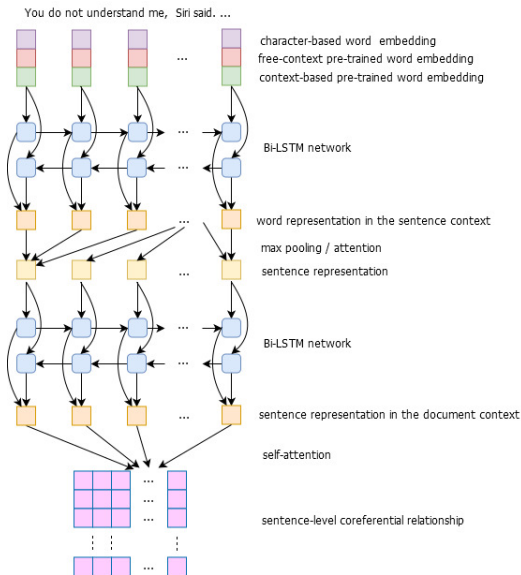 You do not understand me, Siri said. ...
character-based word embedding
free-context pre-trained word embedding
...
context-based pre-trained word embedding
...
Bi-LSTM network
...
...
word representation in the sentence context
max pooling / attention
...
sentence representation
...
Bi-LSTM network
...
...
sentence representation in the document context
self-attention
...
...
...
sentence-level coreferential relationship
...